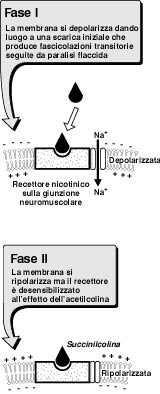 Fase I
La membrana si depolarizza dando
luogo a una scarica iniziale che
produce fascicolazioni transitorie
seguite da paralisi flaccida
Na+
+ + + +
+ + + +
Depolarizzata
- - - -
Recettore nicotinico
sulla giunzione
neuromuscolare
Na+
Fase II
La membrana si
ripolarizza ma il recettore
è desensibilizzato
all'effetto dell'acetilcolina
Succinilcolina
+ + + +
+ + + +
Ripolarizzata
- - - -